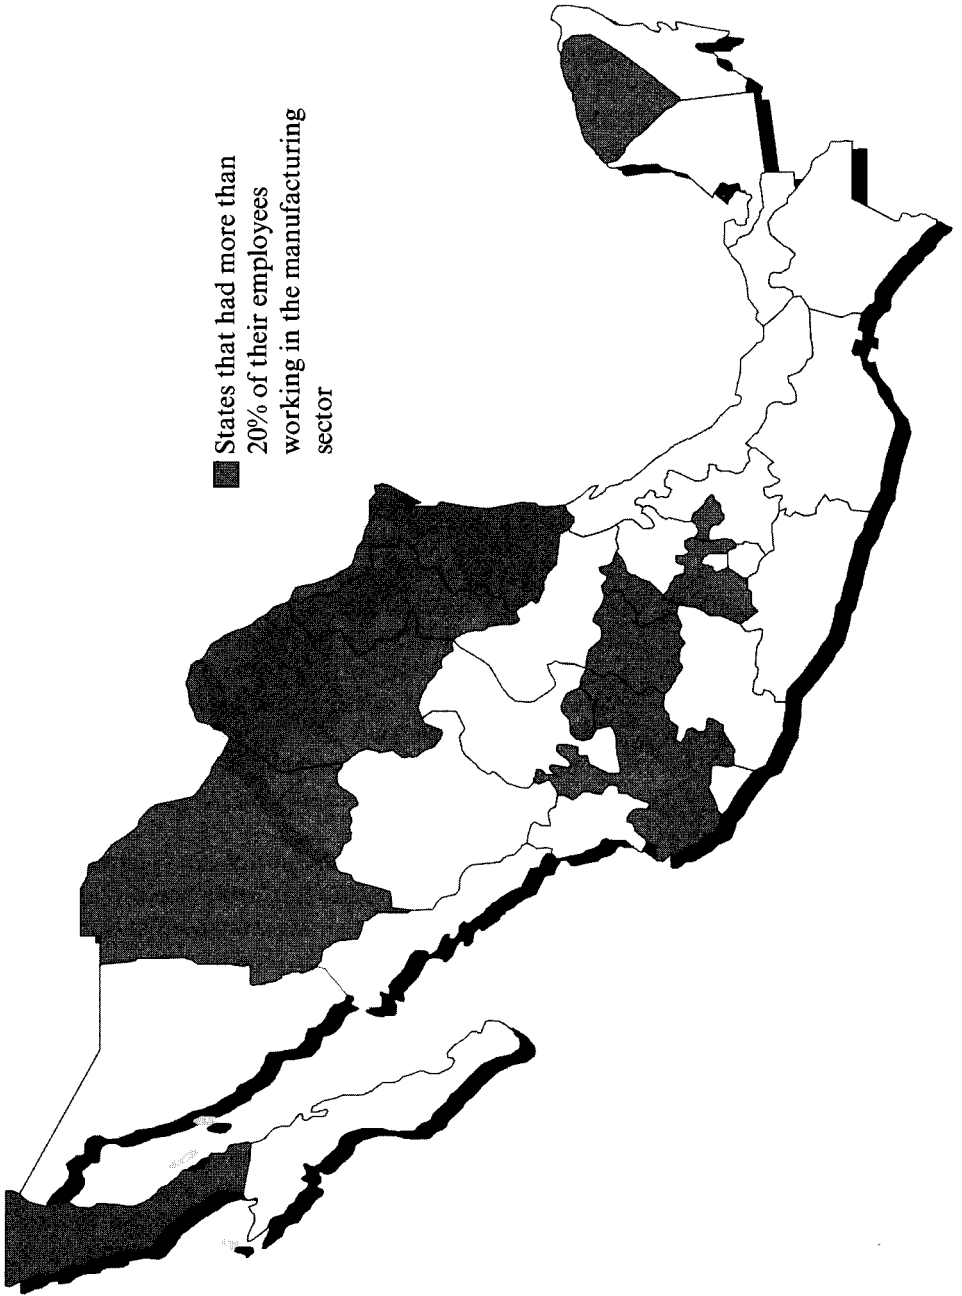 States that had more than
20% of their employees
working in the manufacturing
sector